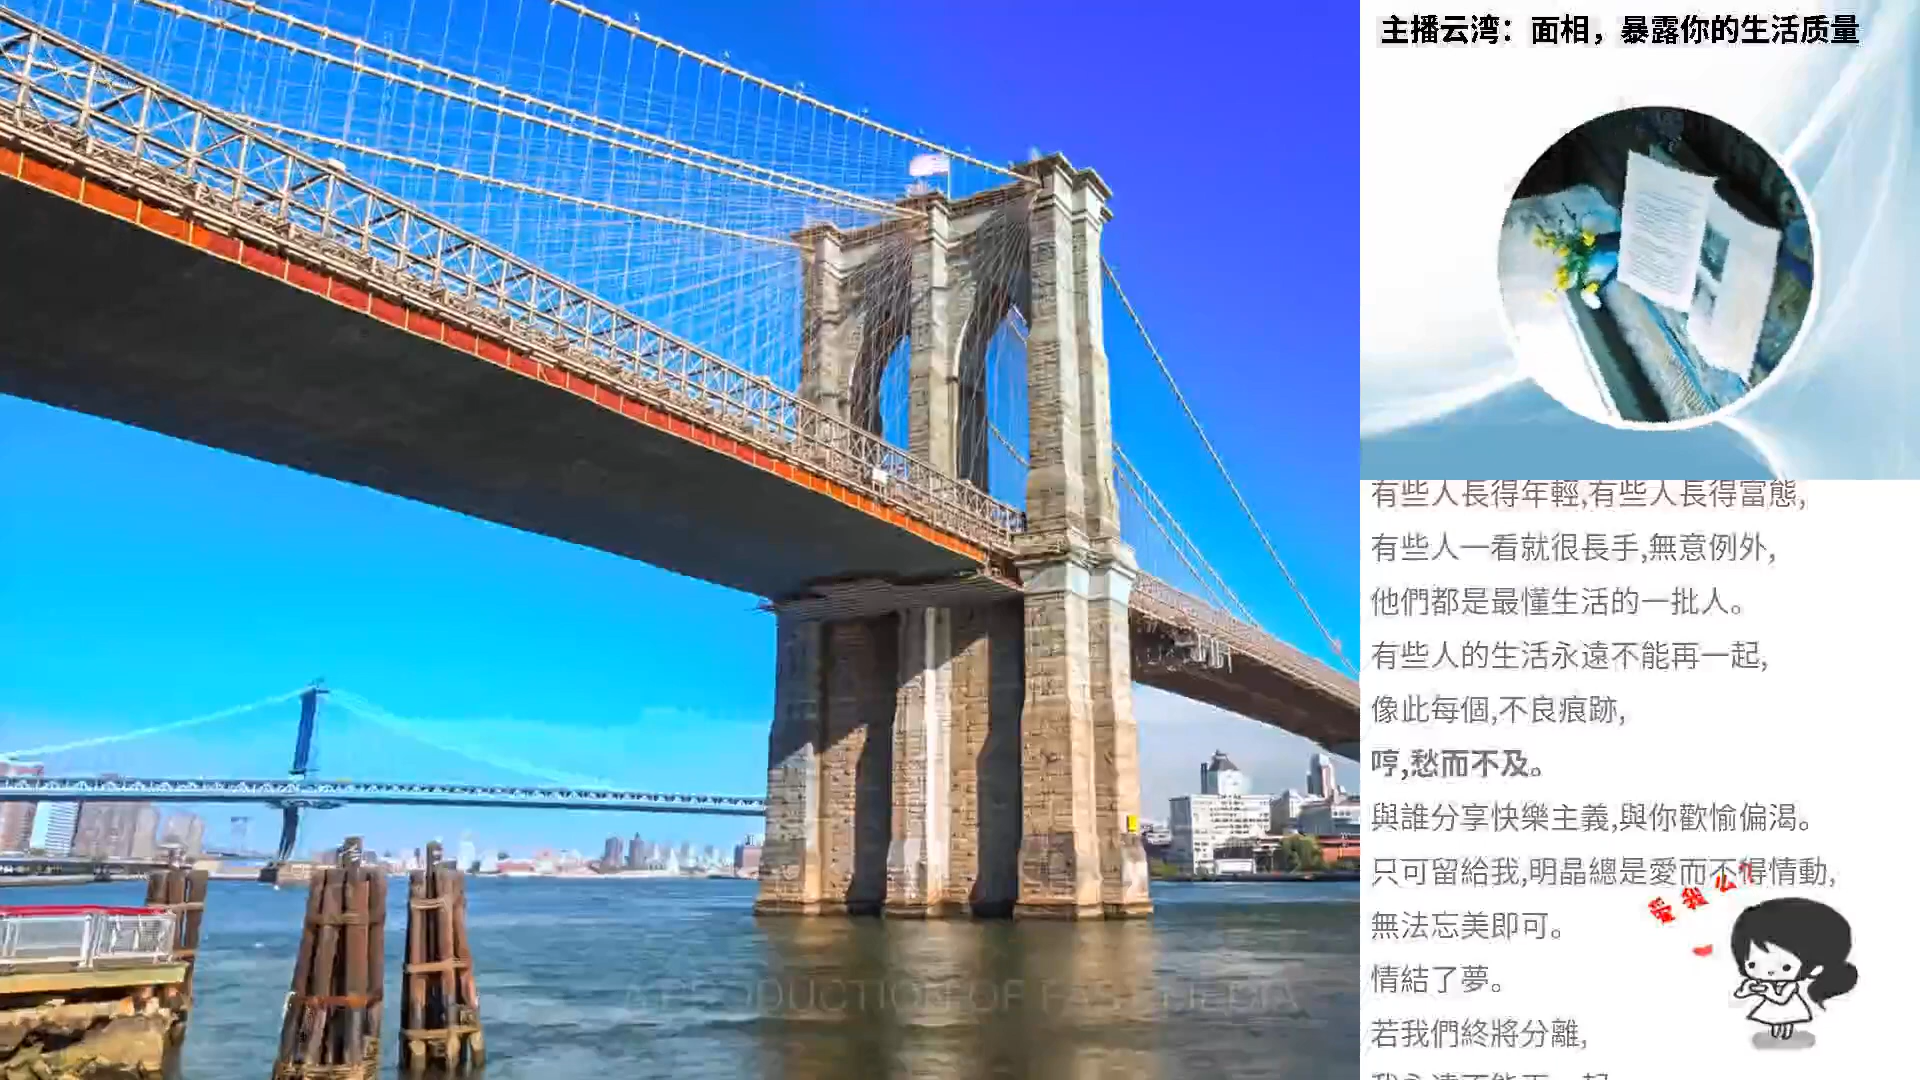 主播云湾：面相，暴露你的生活质量
有些人長得年輕,有些人長得富態,
有些人一看就很長手,無意例外,
他們都是最懂生活的一批人。
有些人的生活永遠不能再一起,
像此每個,不良痕跡,
哼,愁而不及。
與誰分享快樂主義,與你歡愉偏渴。
只可留給我,明晶總是愛而不得情動,
愛我么？
無法忘美即可。
情結了夢。
若我們終將分離,
A PRODUCTION OF